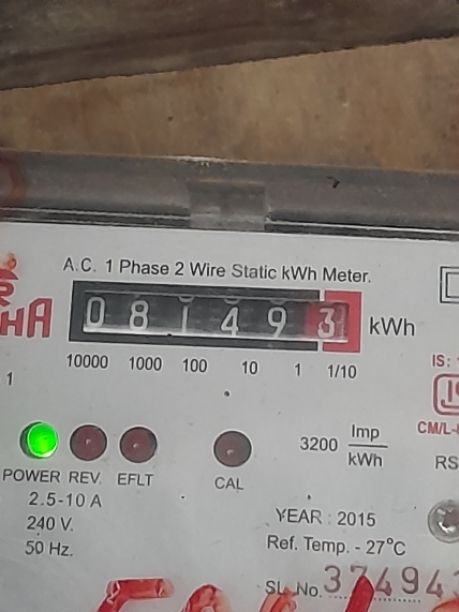 A.C. 1 Phase 2 Wire Static kWh Meter.
HA
0 8 1 4 9 3 kWh
10000 1000 100 10 1 1/10
1
IS:
CM/L-
3200 Imp/kWh
RS
POWER REV. EFLT CAL
2.5-10 A
240 V.
50 Hz.
YEAR : 2015
Ref. Temp. - 27°C
SL. No. 37494